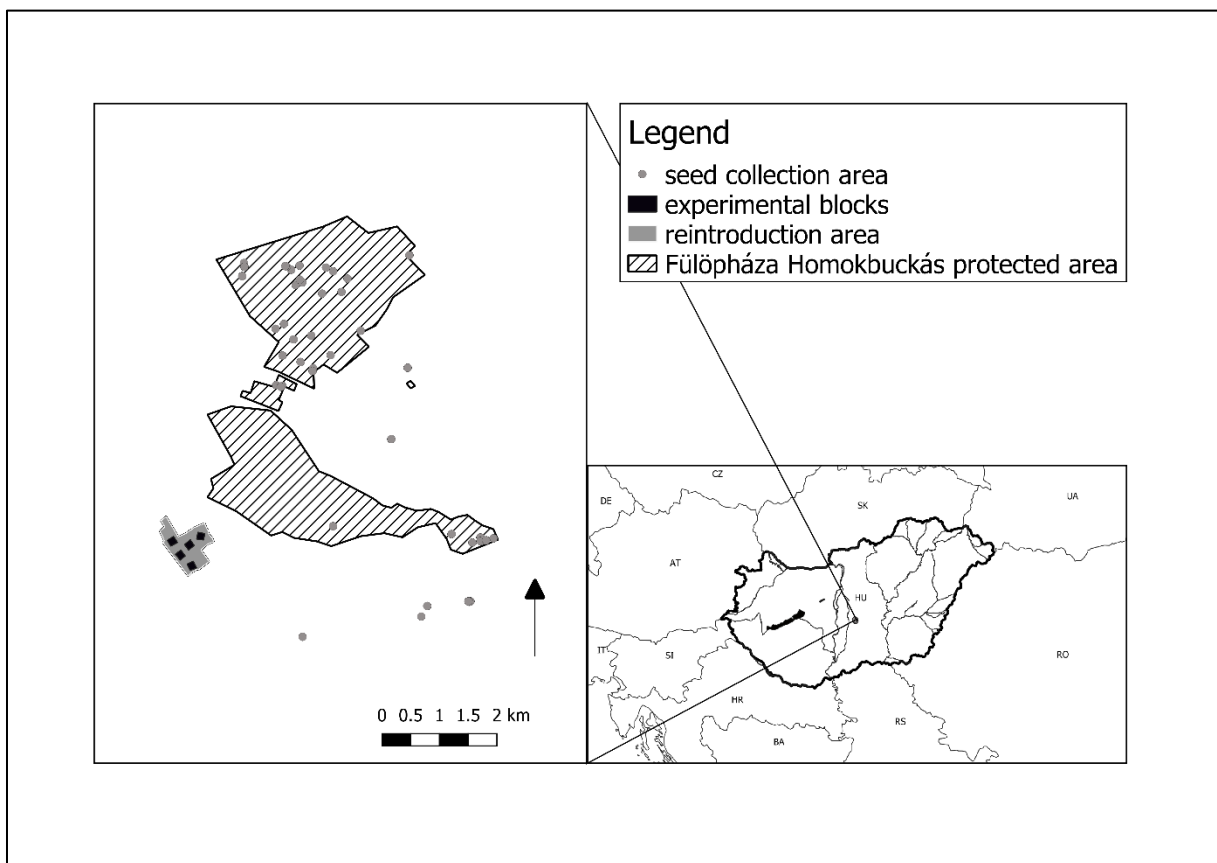 Legend
seed collection area
experimental blocks
reintroduction area
Fülöpháza Homokbuckás protected area
0 0.5 1 1.5 2 km
CZ
DE
SK
UA
AT
HU
IT
SI
RO
HR
RS
BA